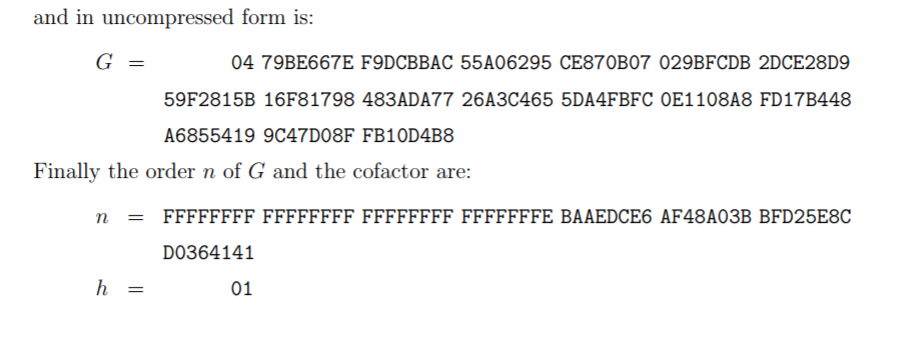 and in uncompressed form is:
G = 04 79BE667E F9DCBBAC 55A06295 CE870B07 029BFCDB 2DCE28D9
59F2815B 16F81798 483ADA77 26A3C465 5DA4FBFC 0E1108A8 FD17B448
A6855419 9C47D08F FB10D4B8
Finally the order n of G and the cofactor are:
n = FFFFFFFF FFFFFFFF FFFFFFFF FFFFFFFE BAAEDCE6 AF48A03B BFD25E8C
D0364141
h = 01